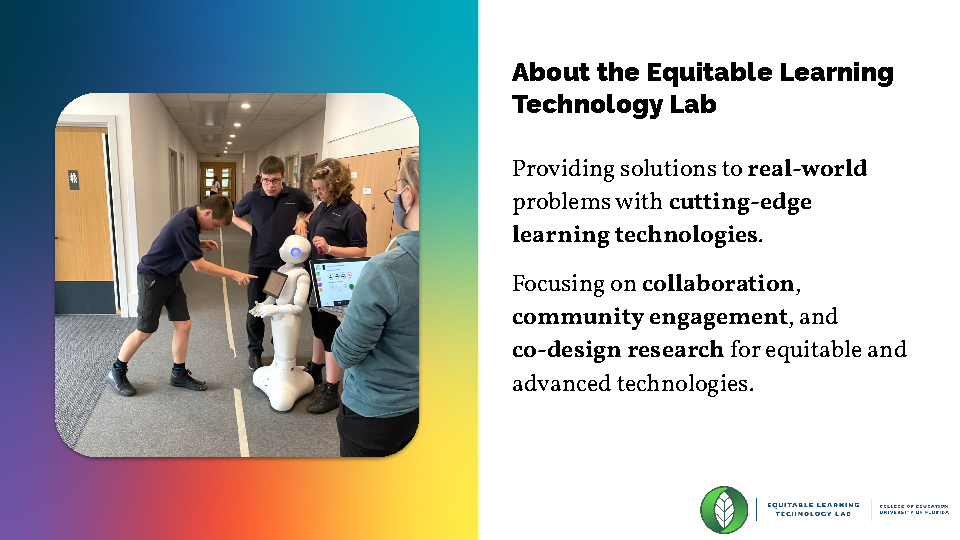 About the Equitable Learning
Technology Lab
Providing solutions to real-world
problems with cutting-edge
learning technologies.
Focusing on collaboration,
community engagement, and
co-design research for equitable and
advanced technologies.
EQUITABLE LEARNING
TECHNOLOGY LAB
COLLEGE OF EDUCATION
UNIVERSITY OF FLORIDA